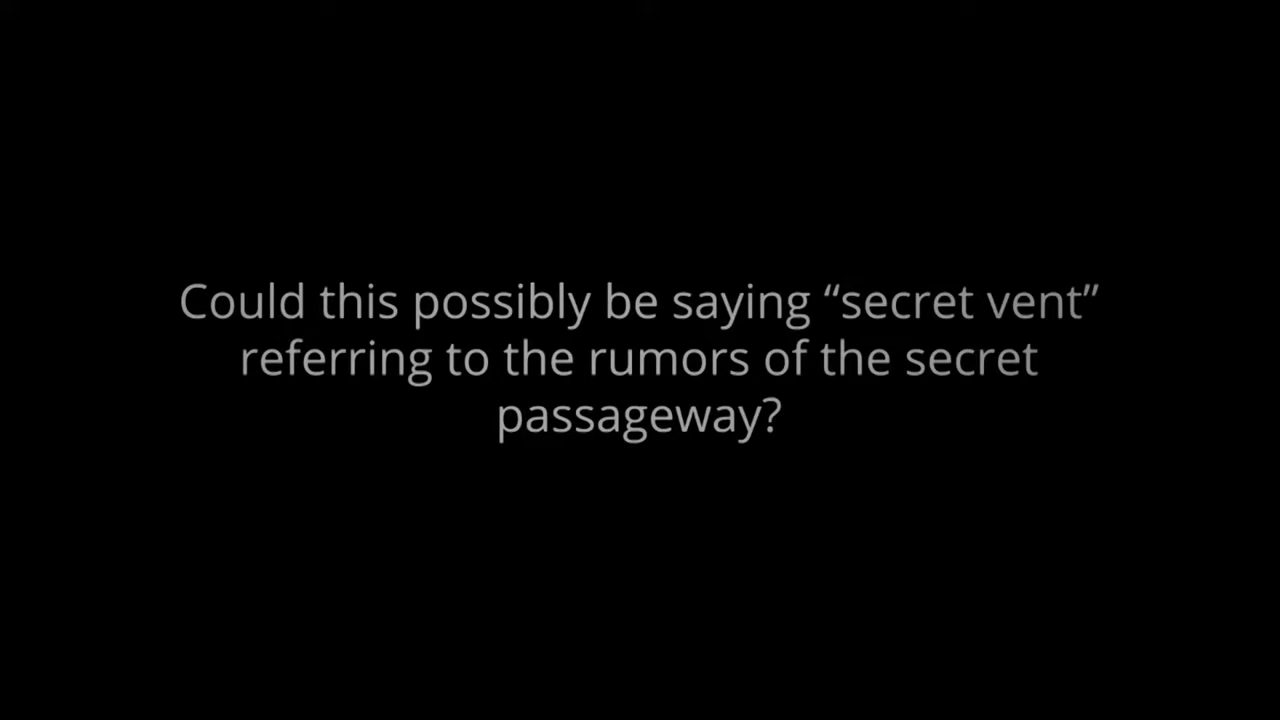 Could this possibly be saying “secret vent”
referring to the rumors of the secret
passageway?